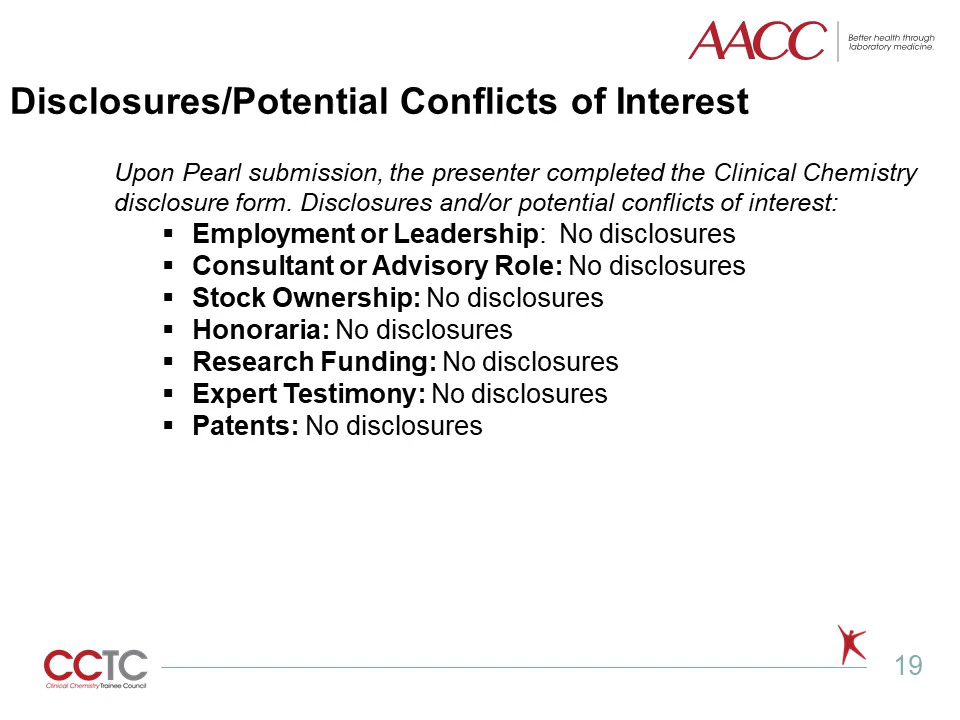 AACC
Better health through
laboratory medicine.
Disclosures/Potential Conflicts of Interest
Upon Pearl submission, the presenter completed the Clinical Chemistry
disclosure form. Disclosures and/or potential conflicts of interest:
▪ Employment or Leadership:  No disclosures
▪ Consultant or Advisory Role: No disclosures
▪ Stock Ownership: No disclosures
▪ Honoraria: No disclosures
▪ Research Funding: No disclosures
▪ Expert Testimony: No disclosures
▪ Patents: No disclosures
CCTC
Clinical Chemistry Trainee Council
19